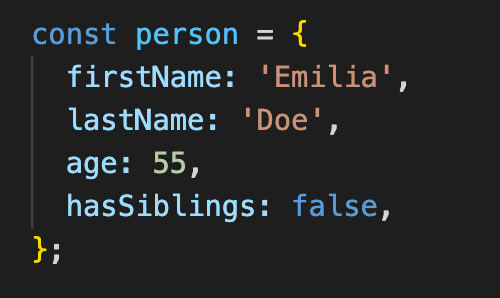 const person = {
  firstName: 'Emilia',
  lastName: 'Doe',
  age: 55,
  hasSiblings: false,
};